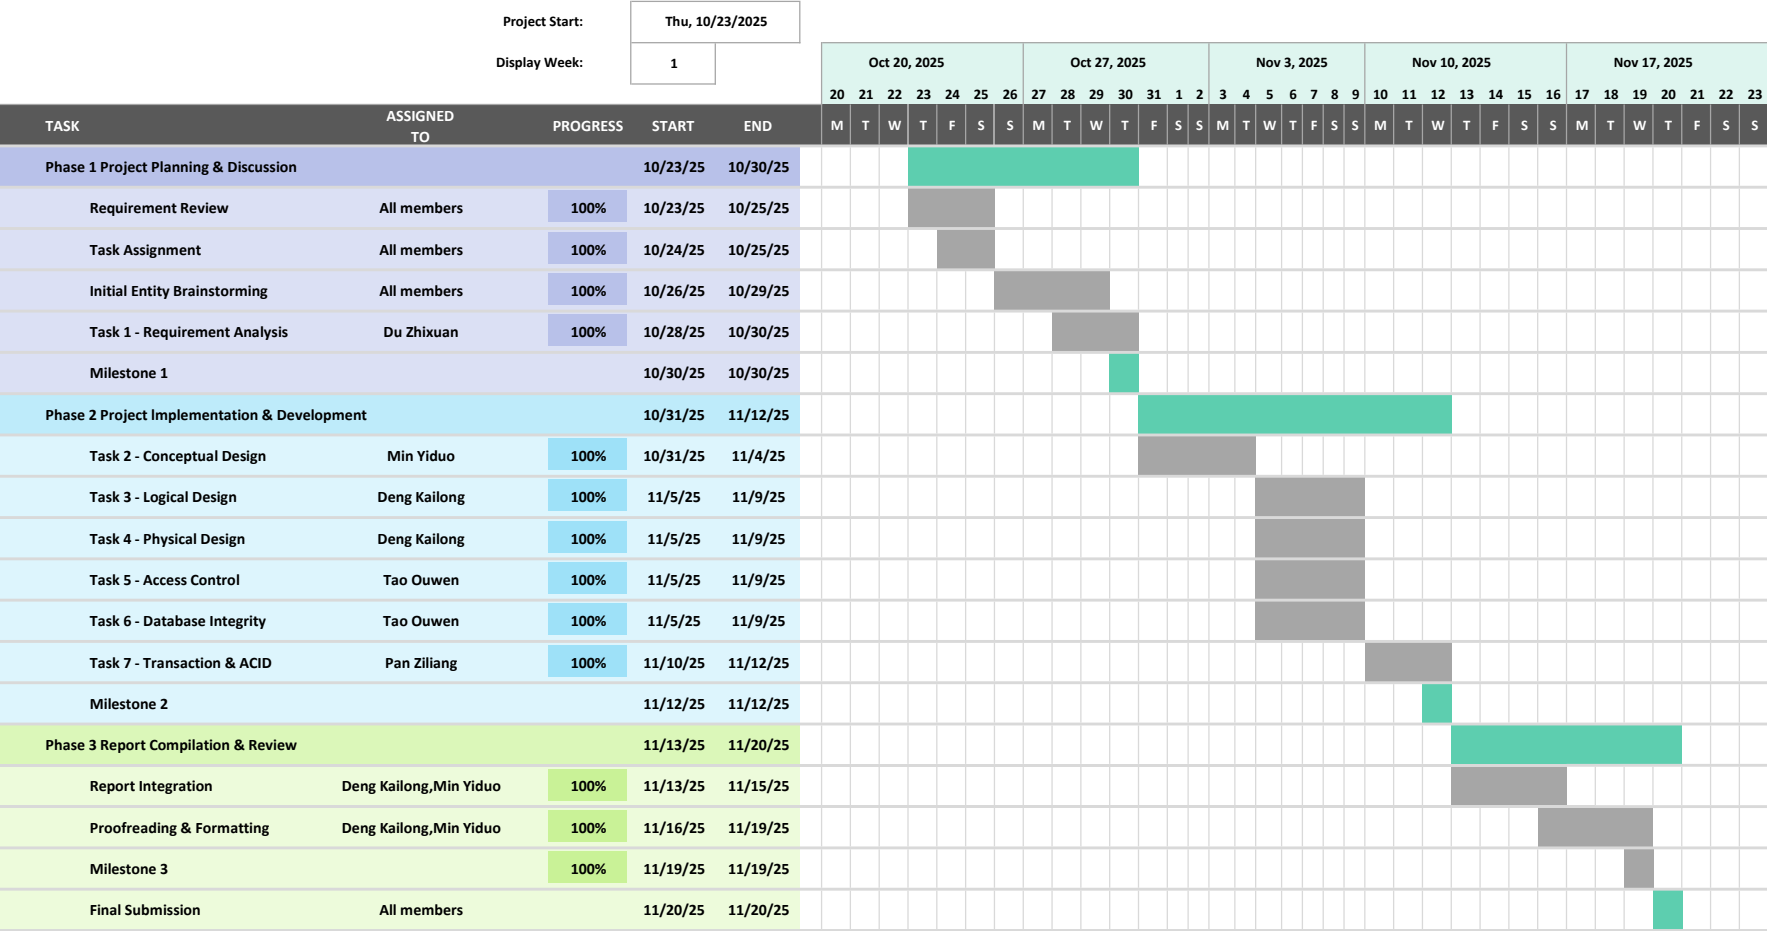 Project Start: Thu, 10/23/2025
Display Week: 1 Oct 20, 2025 Oct 27, 2025 Nov 3, 2025 Nov 10, 2025 Nov 17, 2025
20 21 22 23 24 25 26 27 28 29 30 31 1 2 3 4 5 6 7 8 9 10 11 12 13 14 15 16 17 18 19 20 21 22 23
TASK ASSIGNED TO PROGRESS START END M T W T F S S M T W T F S S M T W T F S S M T W T F S S M T W T F S S
Phase 1 Project Planning & Discussion 10/23/25 10/30/25
Requirement Review All members 100% 10/23/25 10/25/25
Task Assignment All members 100% 10/24/25 10/25/25
Initial Entity Brainstorming All members 100% 10/26/25 10/29/25
Task 1 - Requirement Analysis Du Zhixuan 100% 10/28/25 10/30/25
Milestone 1 10/30/25 10/30/25
Phase 2 Project Implementation & Development 10/31/25 11/12/25
Task 2 - Conceptual Design Min Yiduo 100% 10/31/25 11/4/25
Task 3 - Logical Design Deng Kailong 100% 11/5/25 11/9/25
Task 4 - Physical Design Deng Kailong 100% 11/5/25 11/9/25
Task 5 - Access Control Tao Ouwen 100% 11/5/25 11/9/25
Task 6 - Database Integrity Tao Ouwen 100% 11/5/25 11/9/25
Task 7 - Transaction & ACID Pan Ziliang 100% 11/10/25 11/12/25
Milestone 2 11/12/25 11/12/25
Phase 3 Report Compilation & Review 11/13/25 11/20/25
Report Integration Deng Kailong,Min Yiduo 100% 11/13/25 11/15/25
Proofreading & Formatting Deng Kailong,Min Yiduo 100% 11/16/25 11/19/25
Milestone 3 100% 11/19/25 11/19/25
Final Submission All members 11/20/25 11/20/25